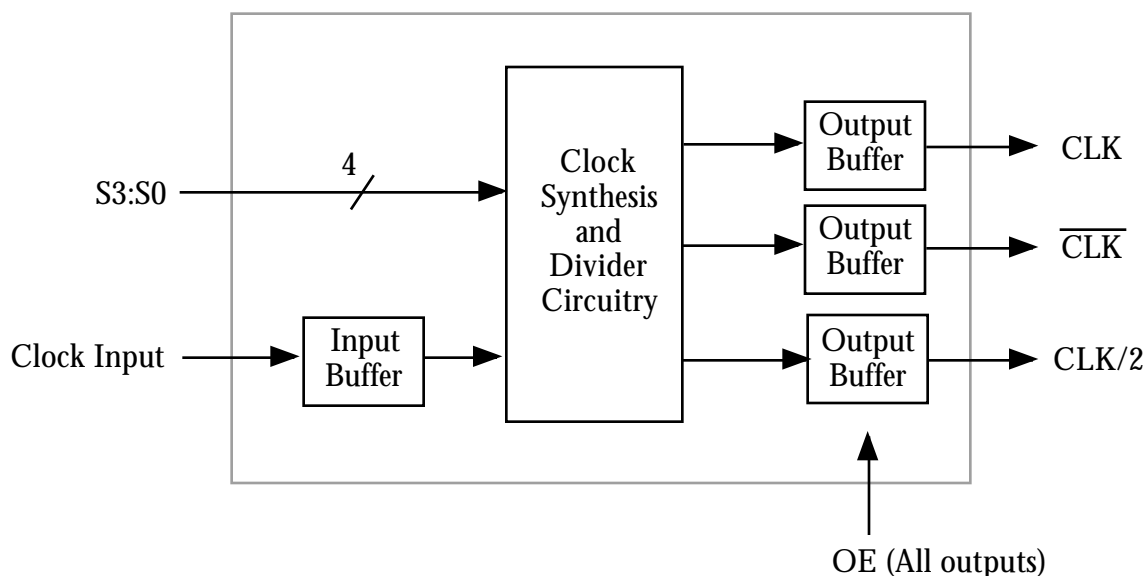 4
S3:S0
Clock Input
Input
Buffer
Clock
Synthesis
and
Divider
Circuitry
Output
Buffer
CLK
Output
Buffer
C̅L̅K̅
Output
Buffer
CLK/2
OE (All outputs)